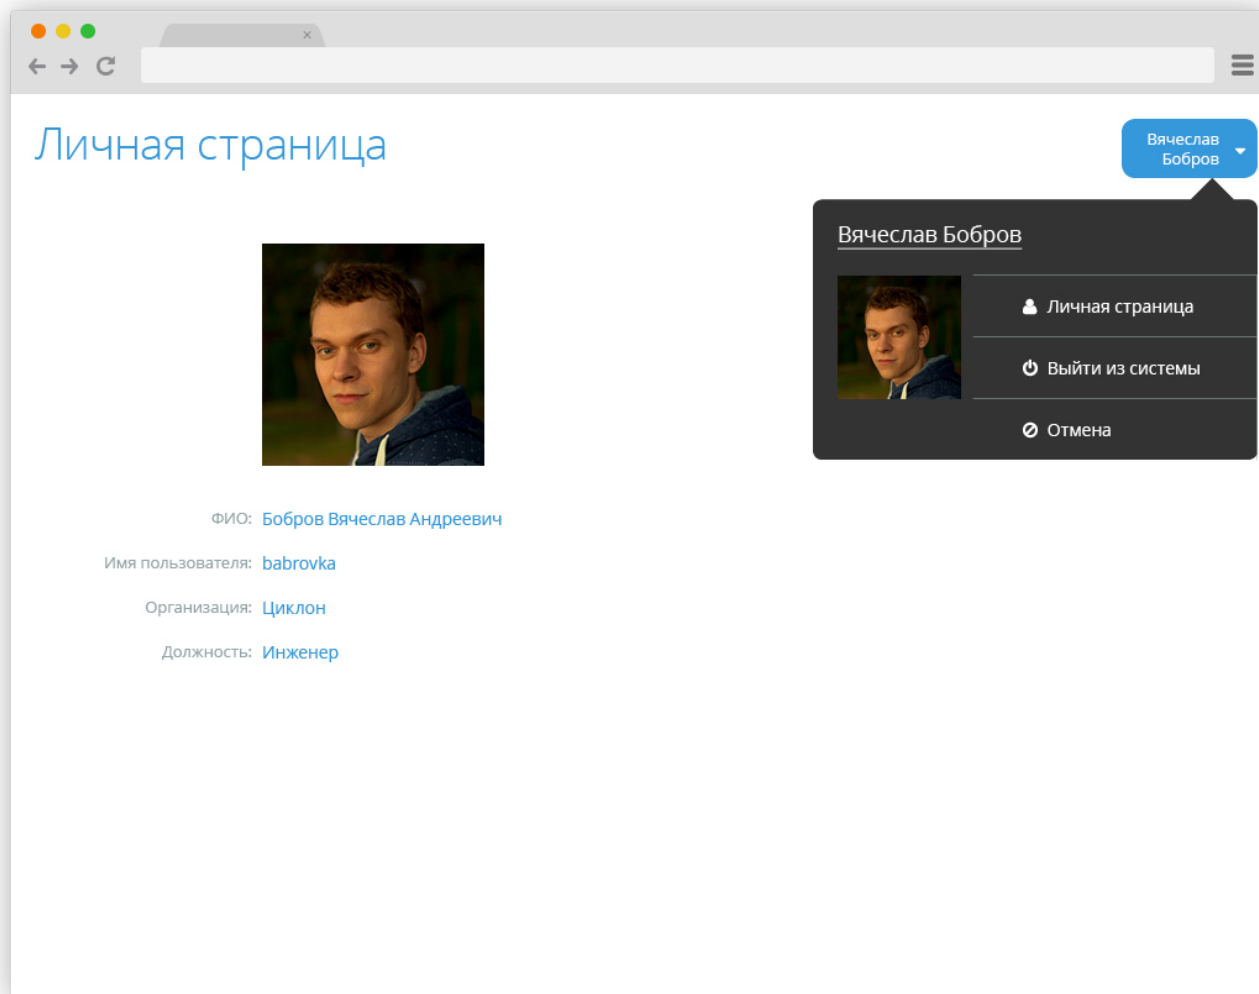 Личная страница
Вячеслав
Бобров
Вячеслав Бобров
Личная страница
Выйти из системы
Отмена
ФИО: Бобров Вячеслав Андреевич
Имя пользователя: babrovka
Организация: Циклон
Должность: Инженер